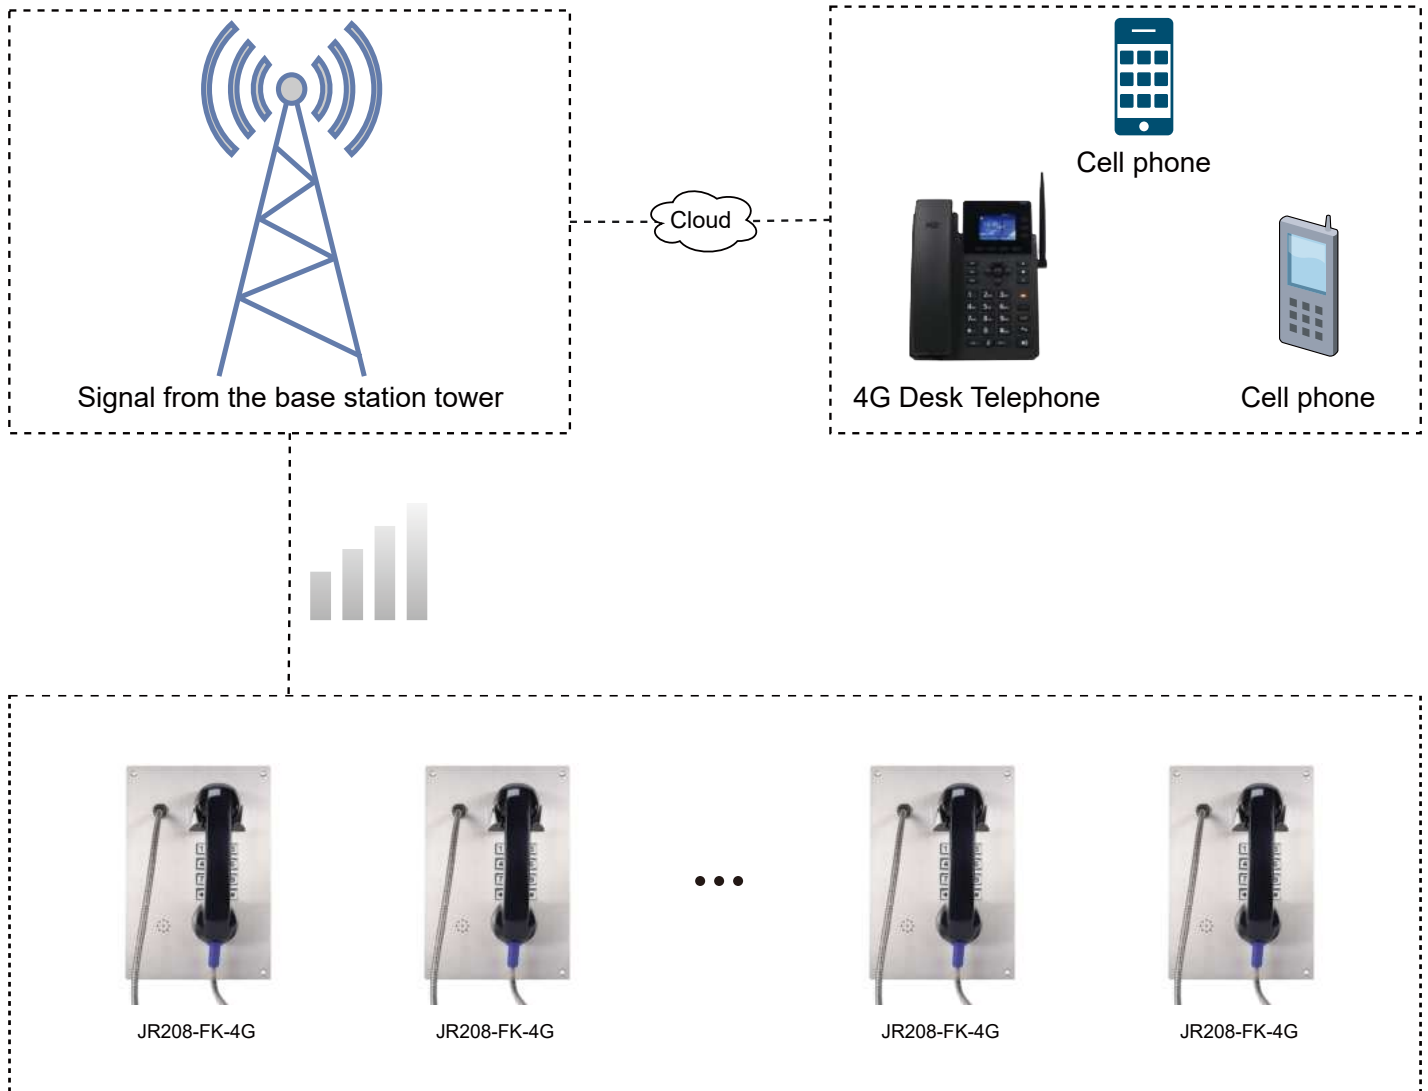 Cell phone
Cloud
Signal from the base station tower
4G Desk Telephone
Cell phone
JR208-FK-4G
JR208-FK-4G
JR208-FK-4G
JR208-FK-4G